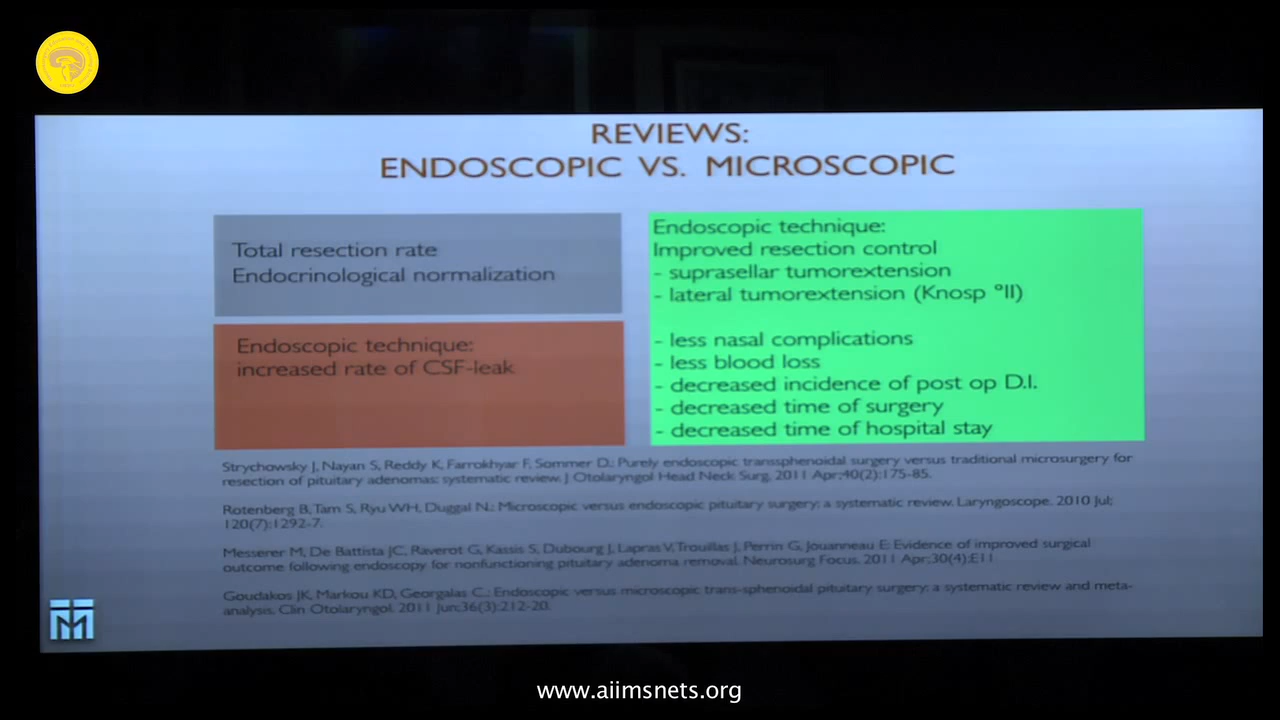 REVIEWS:
ENDOSCOPIC VS. MICROSCOPIC
Total resection rate
Endocrinological normalization
Endoscopic technique:
increased rate of CSF-leak
Endoscopic technique:
Improved resection control
- suprasellar tumorextension
- lateral tumorextension (Knosp °II)
- less nasal complications
- less blood loss
- decreased incidence of post op D.I.
- decreased time of surgery
- decreased time of hospital stay
Strychowsky J, Nayan S, Reddy K, Farrokhyar F, Sommer D.: Purely endoscopic transsphenoidal surgery versus traditional microsurgery for
resection of pituitary adenomas: systematic review. J Otolaryngol Head Neck Surg. 2011 Apr;40(2):175-85.
Rotenberg B, Tam S, Ryu WH, Duggal N.: Microscopic versus endoscopic pituitary surgery: a systematic review. Laryngoscope. 2010 Jul;
120(7):1292-7.
Messerer M, De Battista JC, Raverot G, Kassis S, Dubourg J, Lapras V, Trouillas J, Perrin G, Jouanneau E: Evidence of improved surgical
outcome following endoscopy for nonfunctioning pituitary adenoma removal. Neurosurg Focus. 2011 Apr;30(4):E11
Goudakos JK, Markou KD, Georgalas C.: Endoscopic versus microscopic trans-sphenoidal pituitary surgery: a systematic review and meta-
analysis. Clin Otolaryngol. 2011 Jun;36(3):212-20.
www.aiimsnets.org